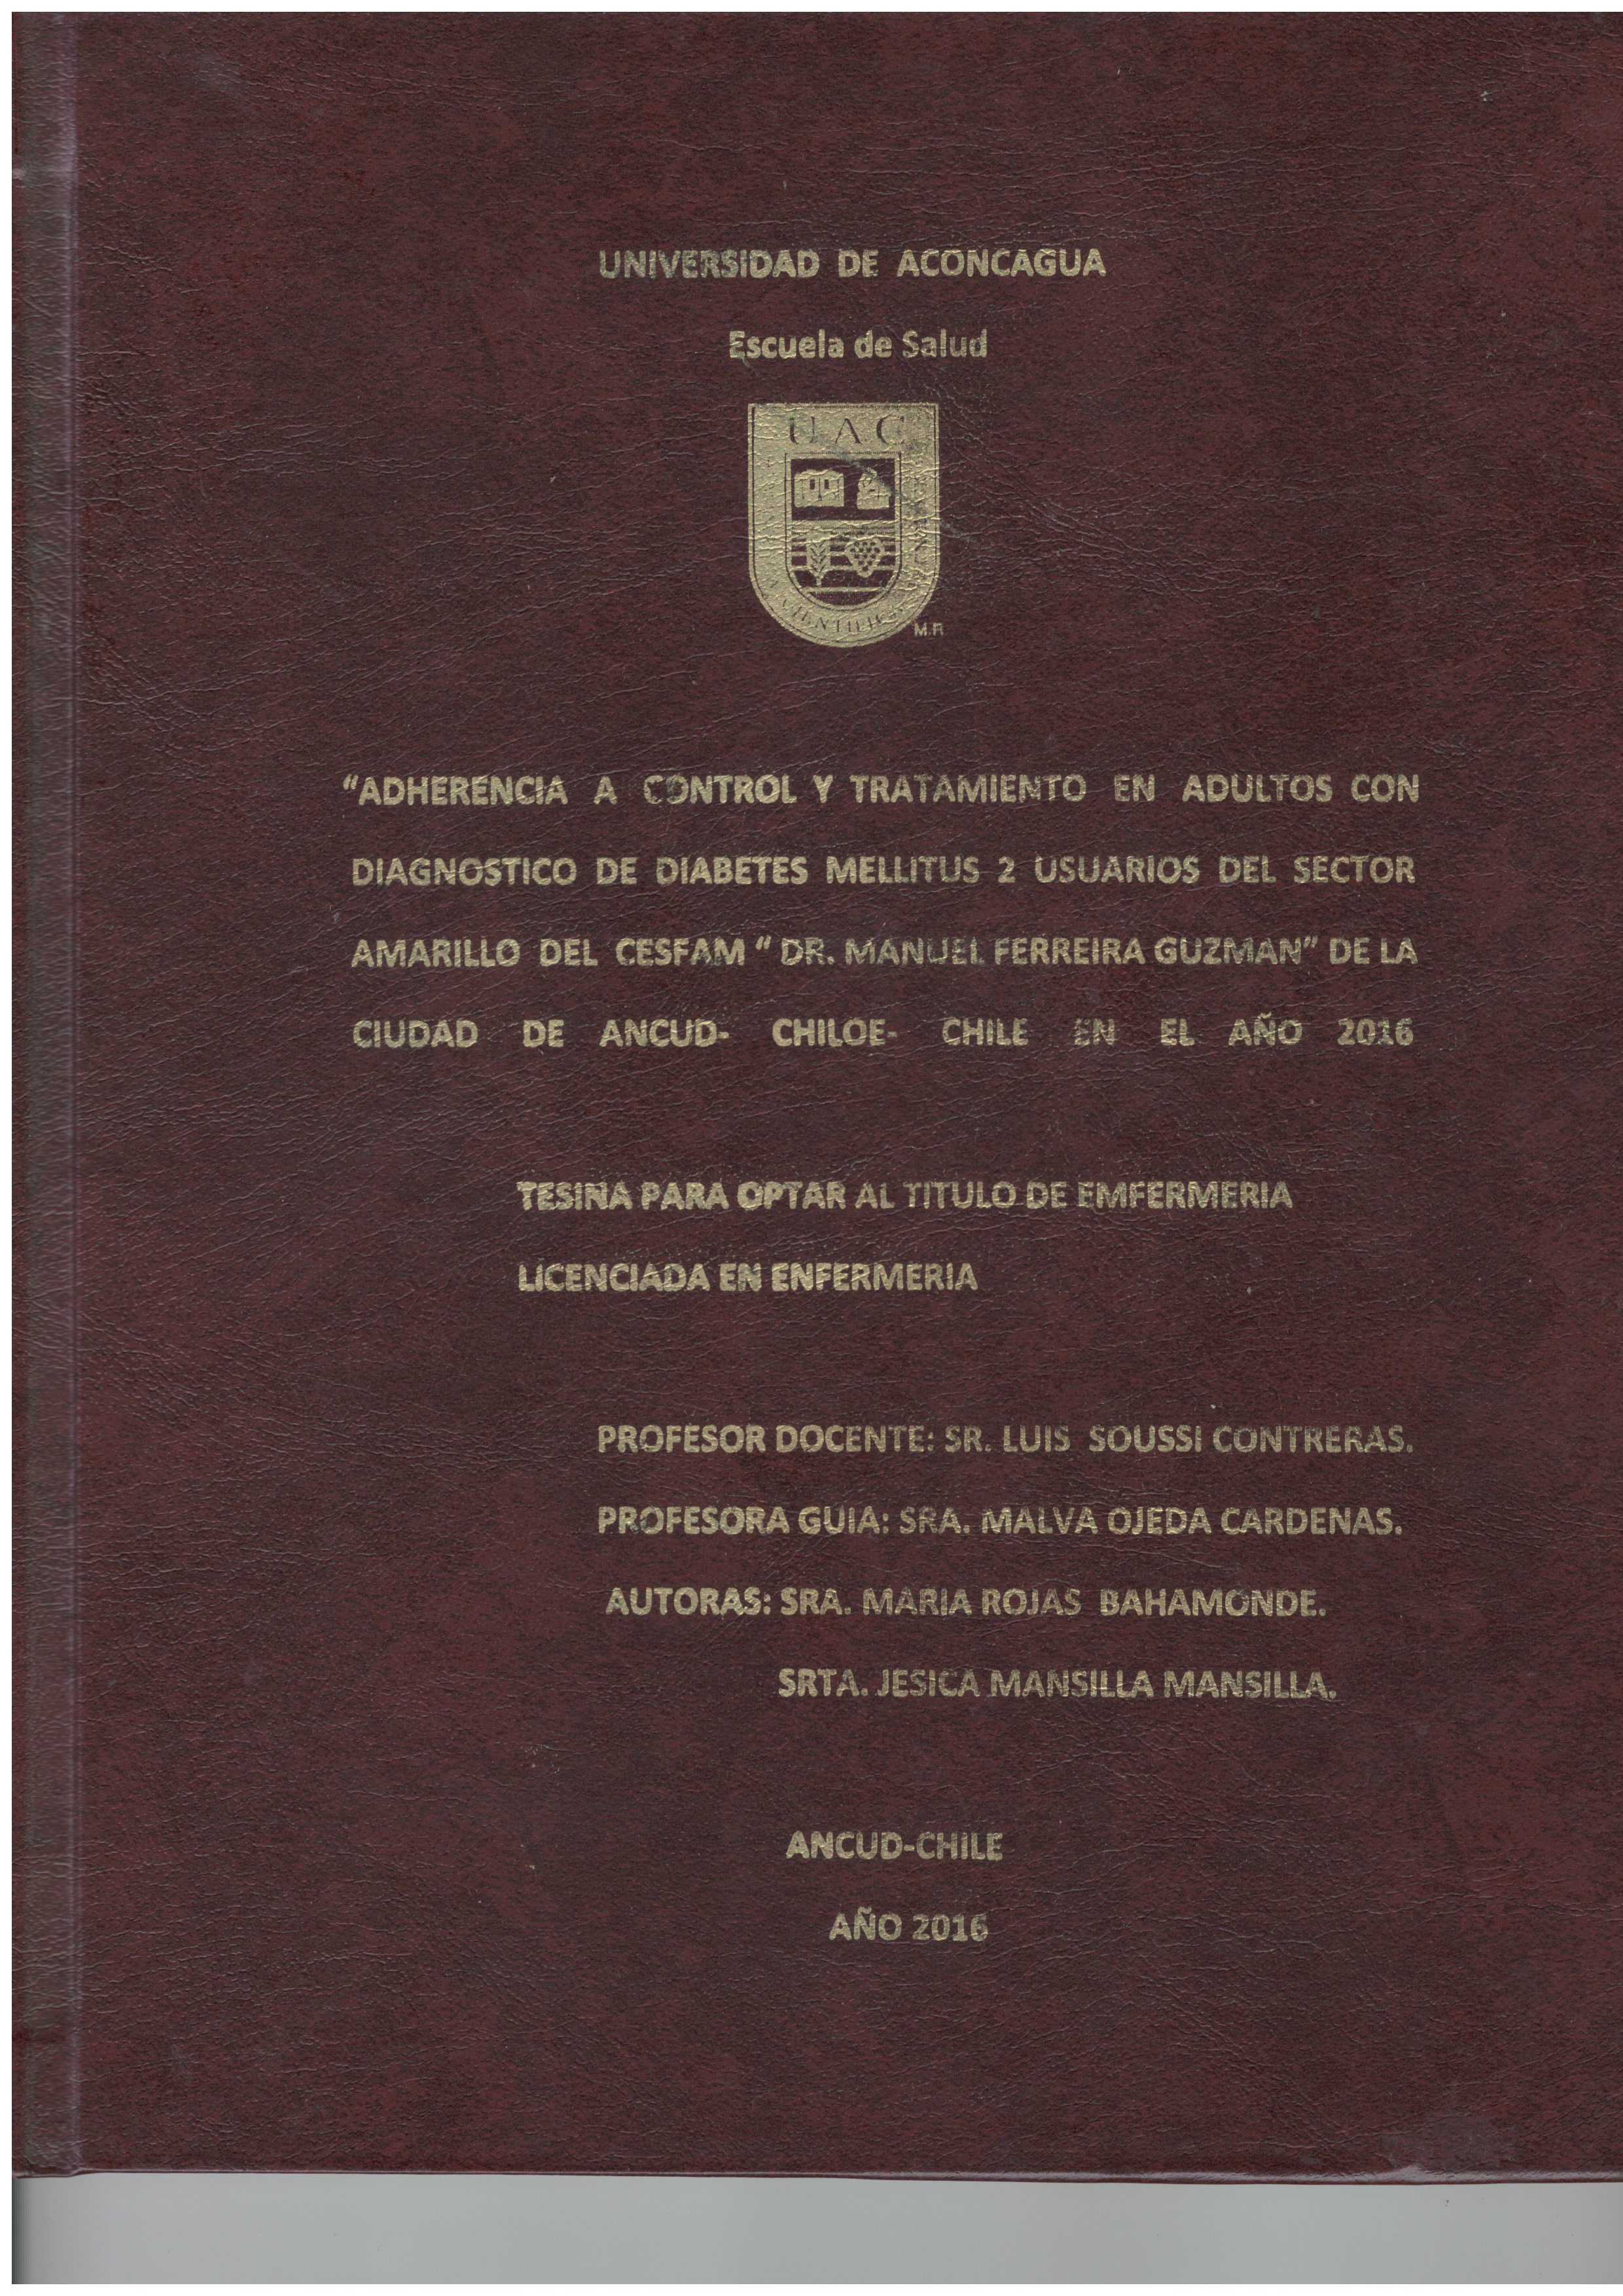 UNIVERSIDAD DE ACONCAGUA
Escuela de Salud
UAC
M.R
"ADHERENCIA A CONTROL Y TRATAMIENTO EN ADULTOS CON
DIAGNOSTICO DE DIABETES MELLITUS 2 USUARIOS DEL SECTOR
AMARILLO DEL CESFAM " DR. MANUEL FERREIRA GUZMAN" DE LA
CIUDAD DE ANCUD- CHILOE- CHILE EN EL AÑO 2016
TESINA PARA OPTAR AL TITULO DE EMFERMERIA
LICENCIADA EN ENFERMERIA
PROFESOR DOCENTE: SR. LUIS SOUSSI CONTRERAS.
PROFESORA GUIA: SRA. MALVA OJEDA CARDENAS.
AUTORAS: SRA. MARIA ROJAS BAHAMONDE.
SRTA. JESICA MANSILLA MANSILLA.
ANCUD-CHILE
AÑO 2016